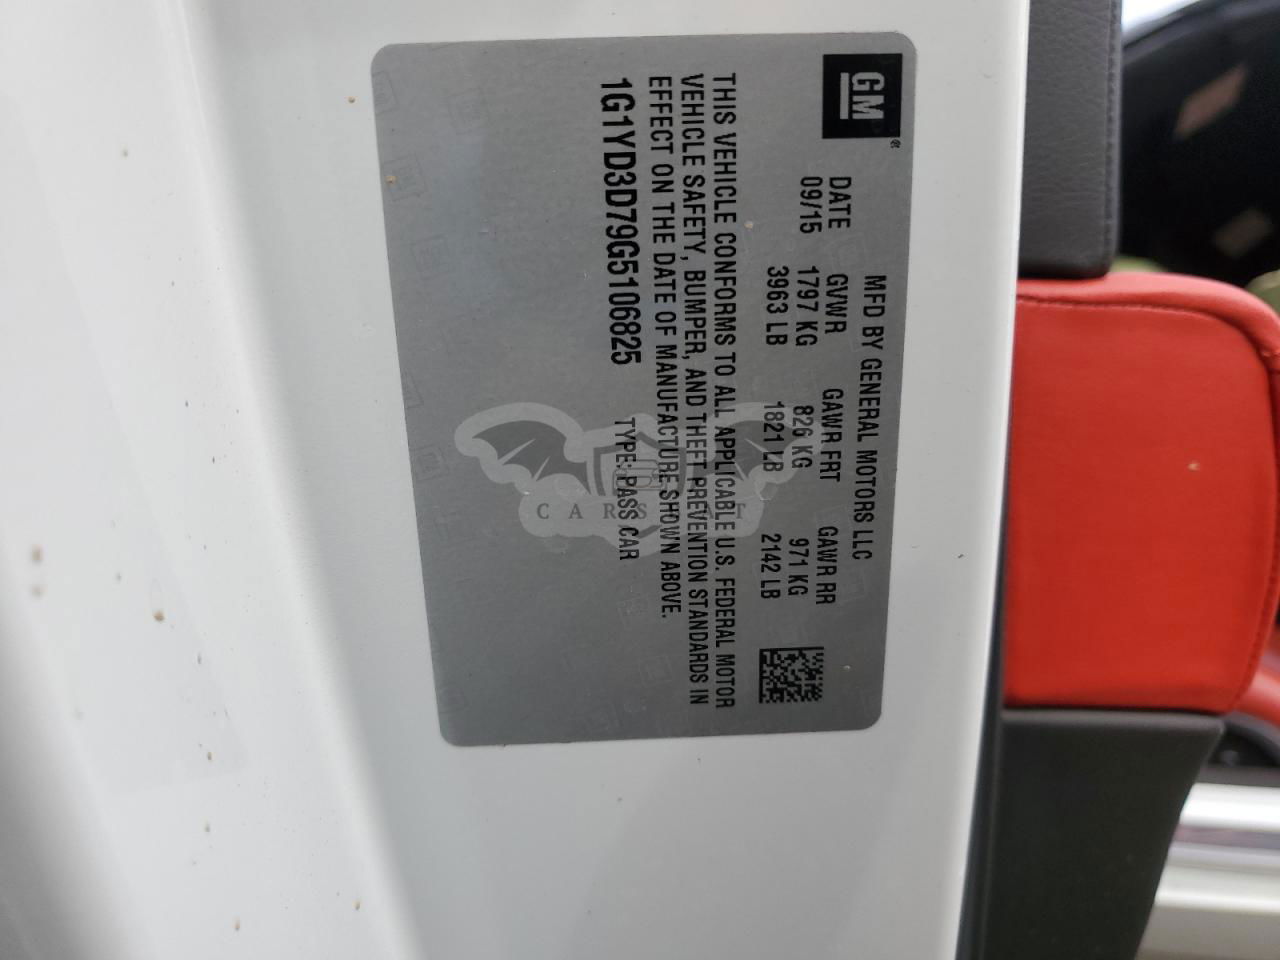 GM®
MFD BY GENERAL MOTORS LLC
DATE GVWR GAWR FRT GAWR RR
09/15 1797 KG 826 KG 971 KG
3963 LB 1821 LB 2142 LB
THIS VEHICLE CONFORMS TO ALL APPLICABLE U.S. FEDERAL MOTOR
VEHICLE SAFETY, BUMPER, AND THEFT PREVENTION STANDARDS IN
EFFECT ON THE DATE OF MANUFACTURE SHOWN ABOVE.
1G1YD3D79G5106825 TYPE: PASS CAR